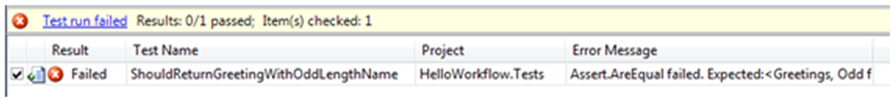 Test run failed Results: 0/1 passed; Item(s) checked: 1
Result Test Name Project Error Message
Failed ShouldReturnGreetingWithOddLengthName HelloWorkflow.Tests Assert.AreEqual failed. Expected:<Greetings, Odd f